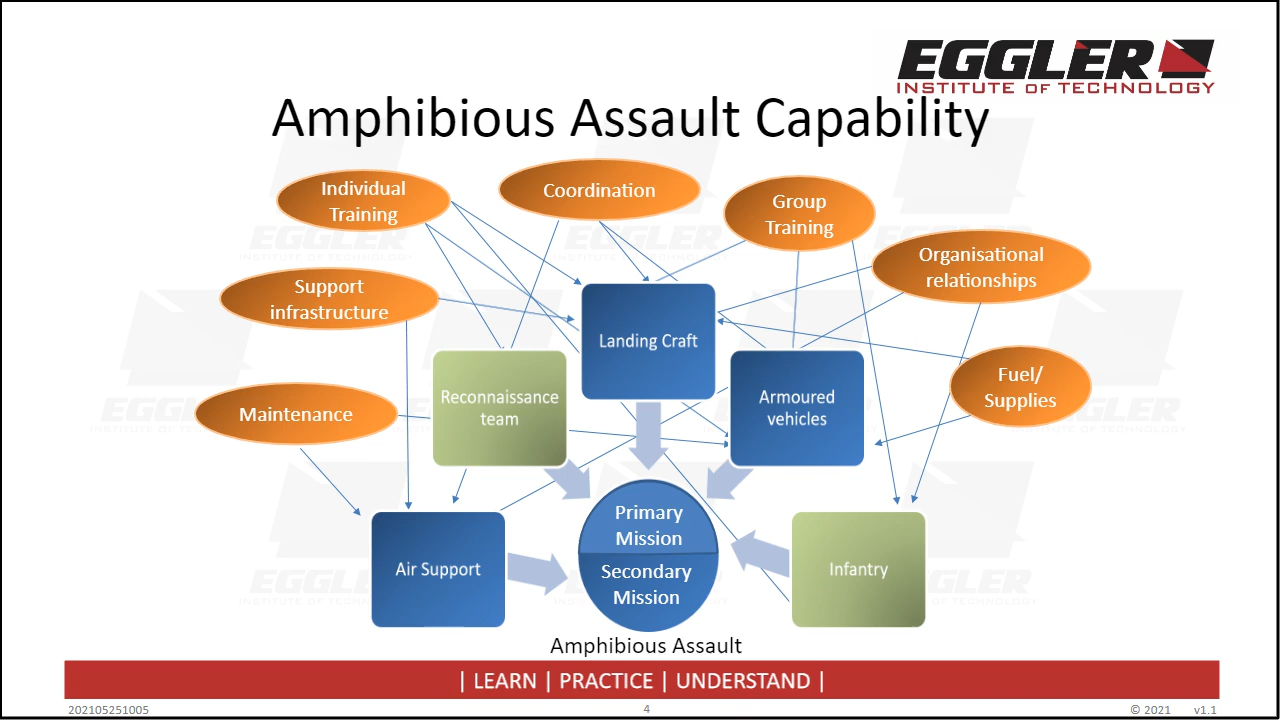 EGGLER
INSTITUTE OF TECHNOLOGY
Amphibious Assault Capability
Individual
Training
Coordination
Group
Training
Organisational
relationships
Support
infrastructure
Landing Craft
Fuel/
Supplies
Reconnaissance
team
Armoured
vehicles
Maintenance
Primary
Mission
Secondary
Mission
Air Support
Infantry
Amphibious Assault
| LEARN | PRACTICE | UNDERSTAND |
202105251005
4
© 2021 v1.1